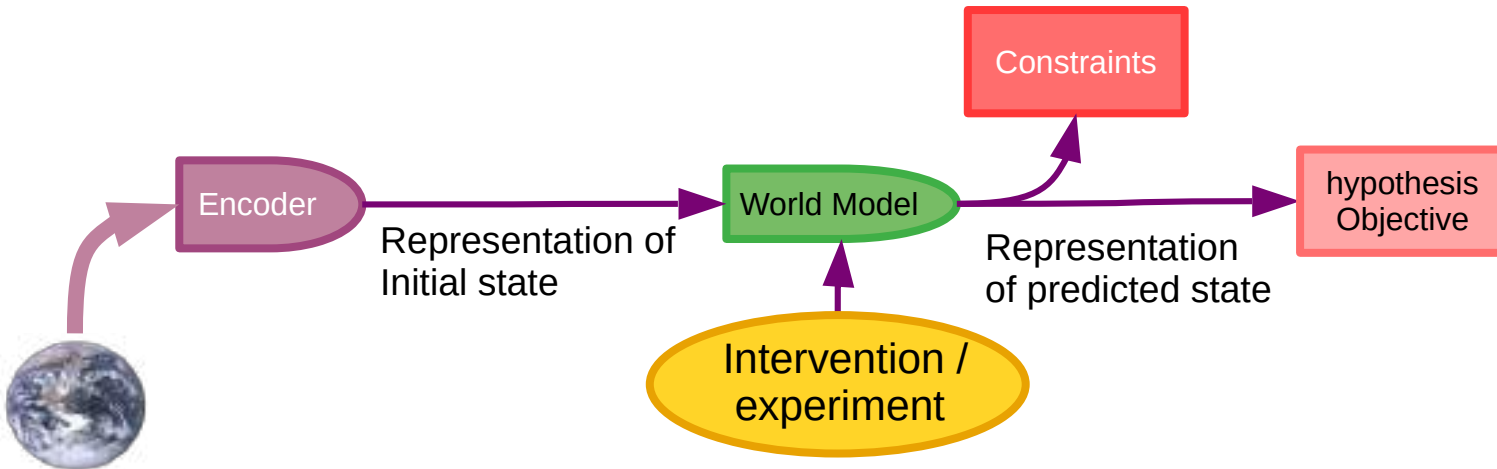 Constraints
Encoder
World Model
hypothesis
Objective
Representation of
Initial state
Representation
of predicted state
Intervention /
experiment